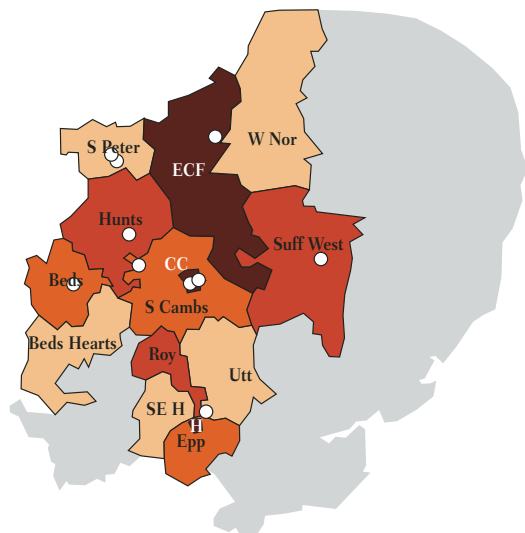 W Nor
S Peter
ECF
Hunts
Suff West
CC
Beds
S Cambs
Beds Hearts
Roy
Utt
SE H
H
Epp